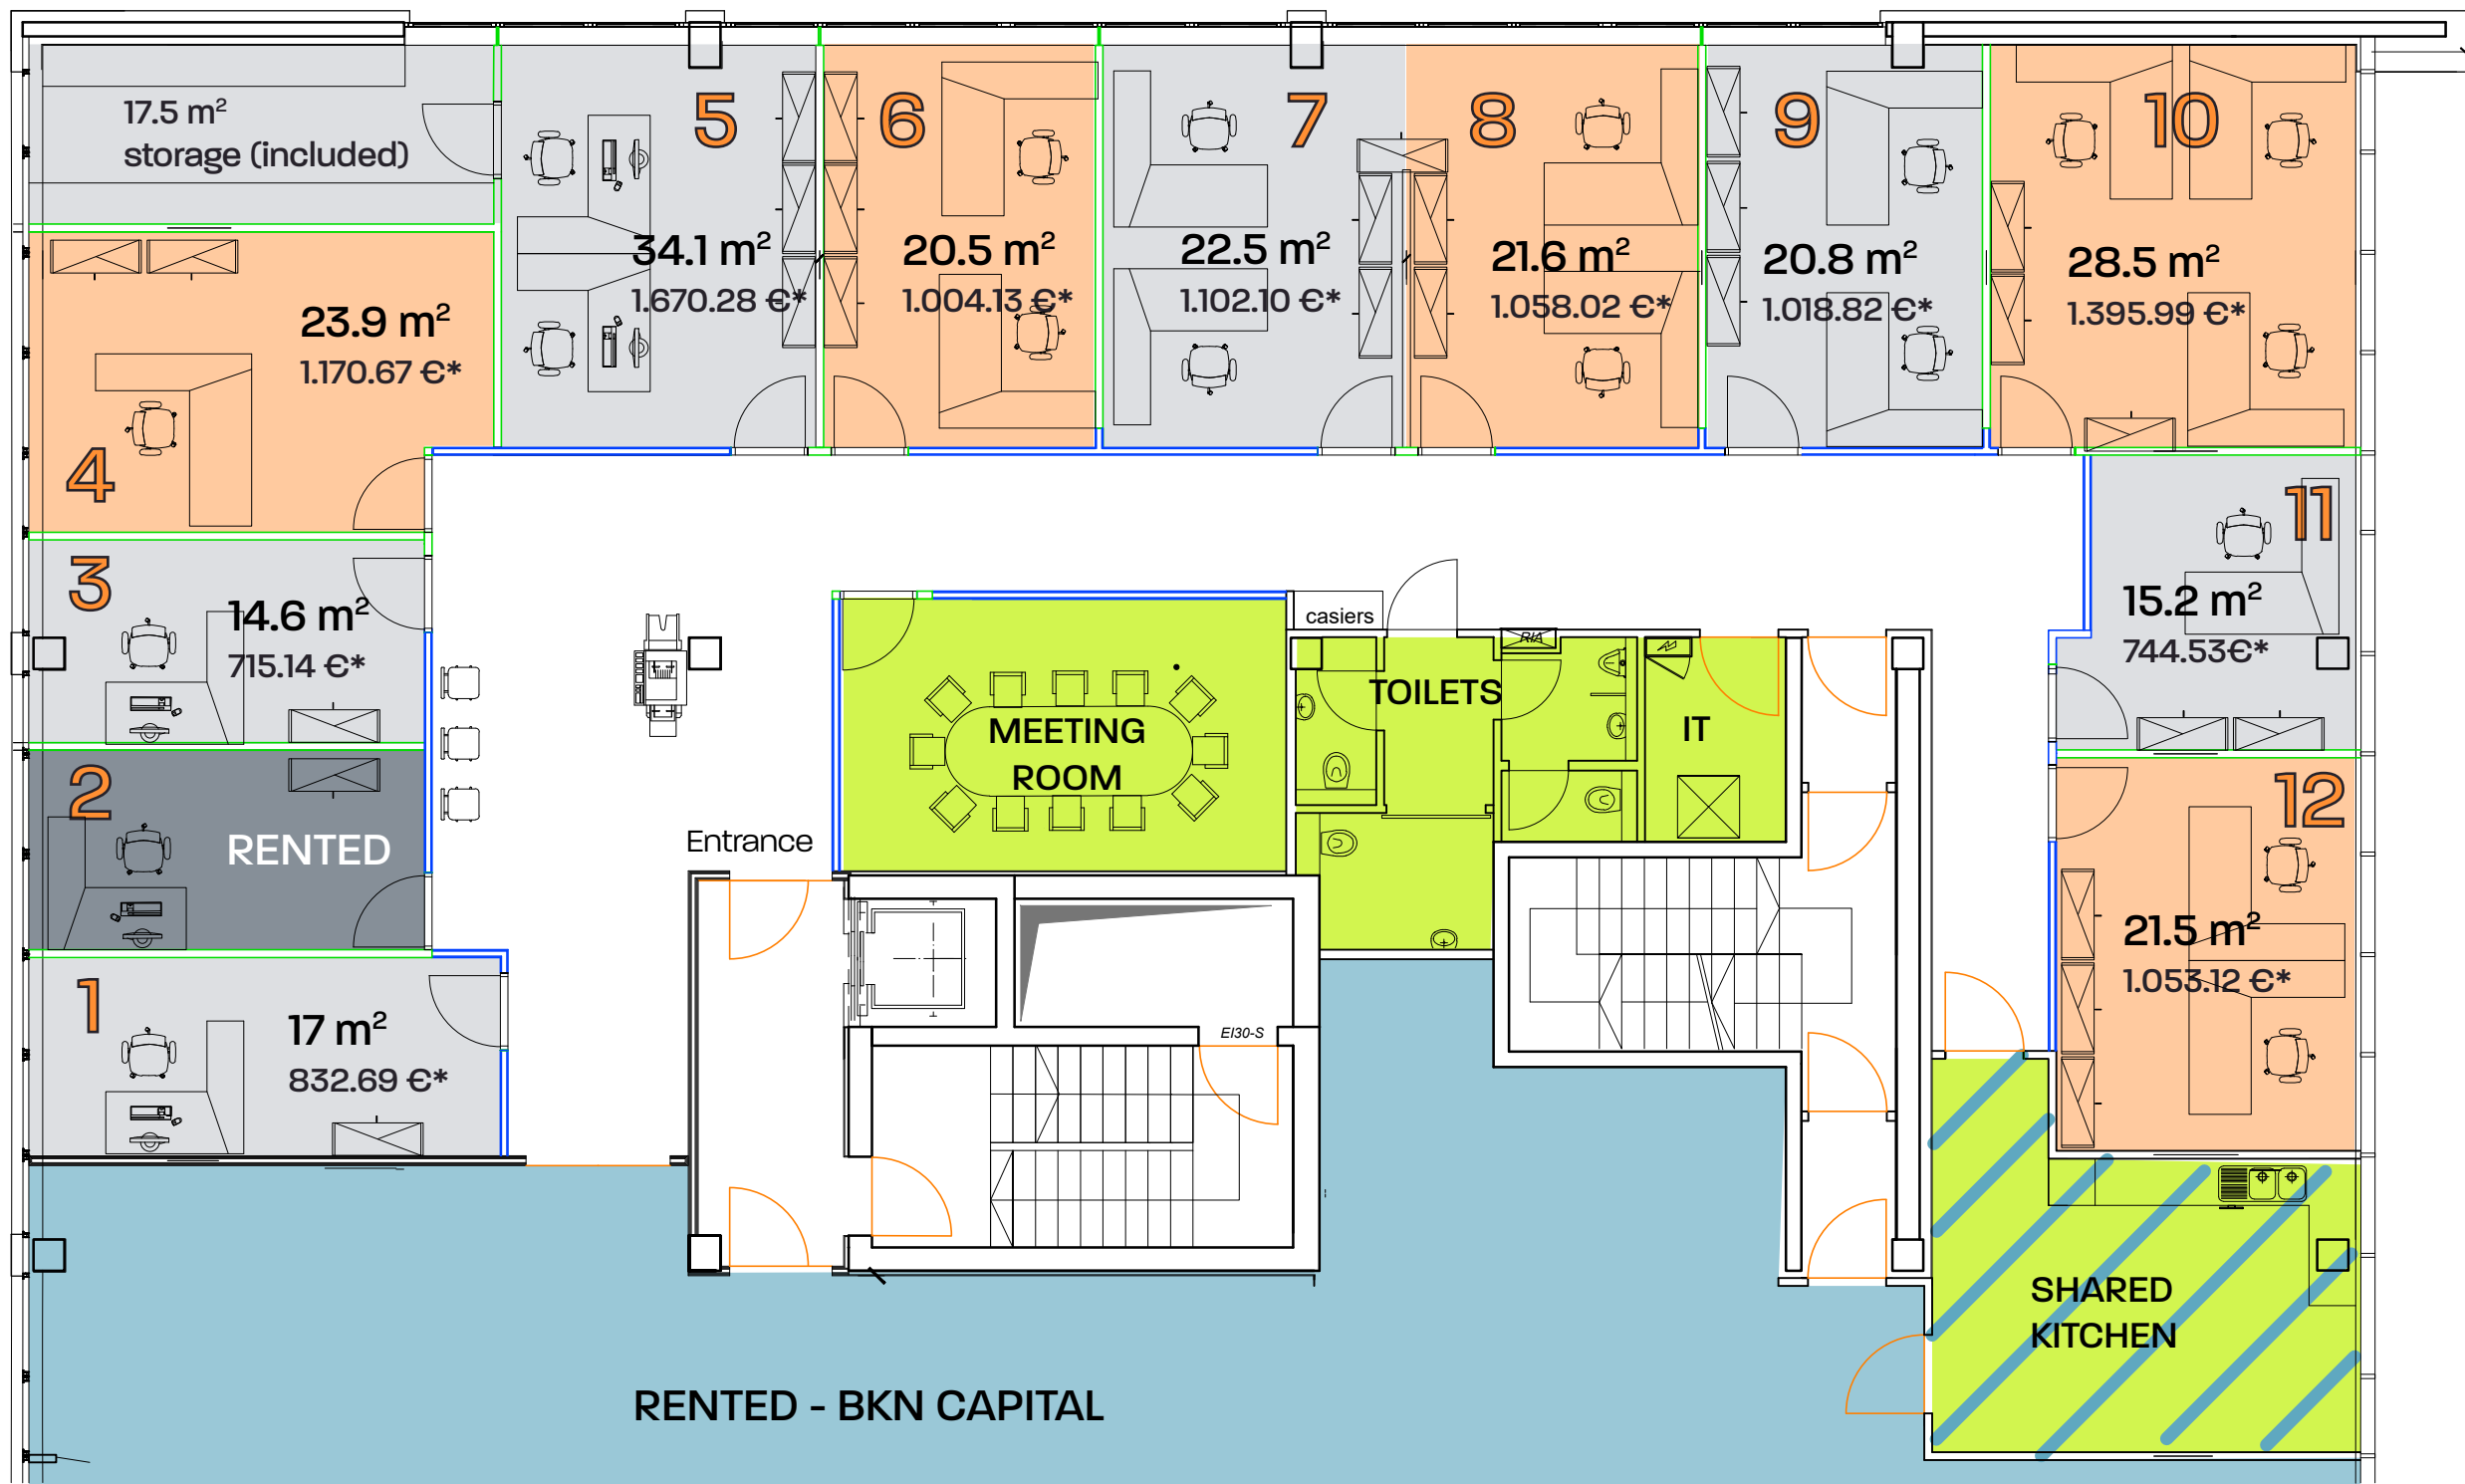 17.5 m²
storage (included)
5
34.1 m²
1.670.28 €*
6
20.5 m²
1.004.13 €*
7
22.5 m²
1.102.10 €*
8
21.6 m²
1.058.02 €*
9
20.8 m²
1.018.82 €*
10
28.5 m²
1.395.99 €*
23.9 m²
1.170.67 €*
4
3
14.6 m²
715.14 €*
2
RENTED
1
17 m²
832.69 €*
11
15.2 m²
744.53€*
12
21.5 m²
1.053.12 €*
casiers
RIA
TOILETS
IT
MEETING
ROOM
Entrance
EI30-S
SHARED
KITCHEN
RENTED - BKN CAPITAL